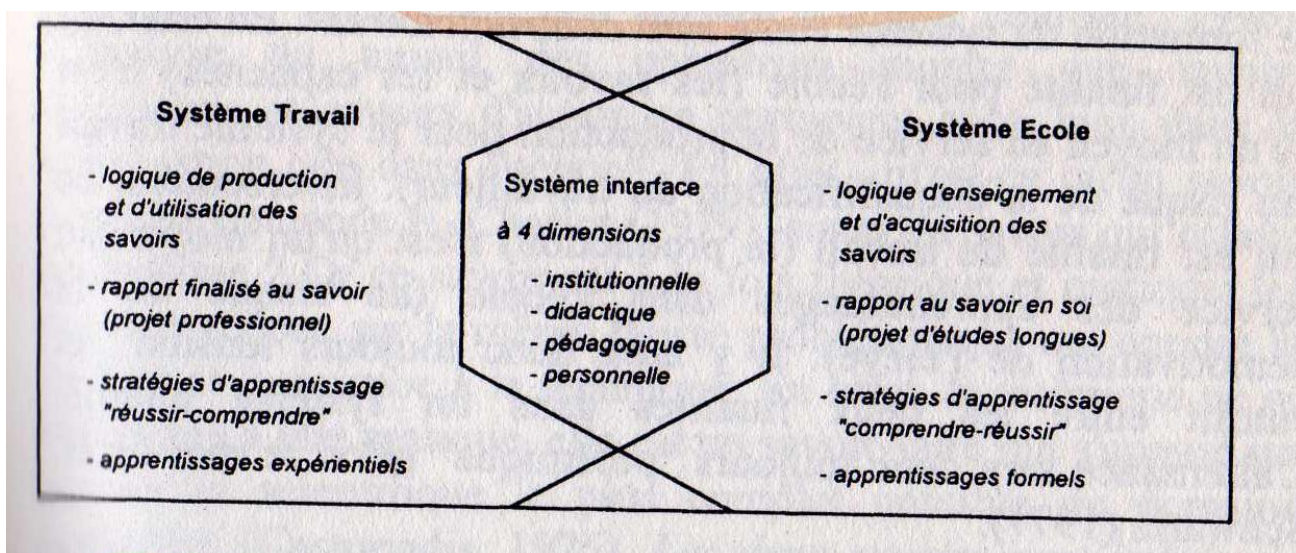 Système Travail
- logique de production
et d'utilisation des
savoirs
- rapport finalisé au savoir
(projet professionnel)
- stratégies d'apprentissage
"réussir-comprendre"
- apprentissages expérientiels
Système interface
à 4 dimensions
- institutionnelle
- didactique
- pédagogique
- personnelle
Système Ecole
- logique d'enseignement
et d'acquisition des
savoirs
- rapport au savoir en soi
(projet d'études longues)
- stratégies d'apprentissage
"comprendre-réussir"
- apprentissages formels